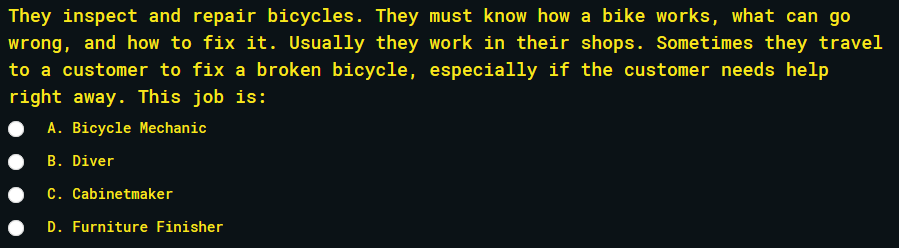 They inspect and repair bicycles. They must know how a bike works, what can go
wrong, and how to fix it. Usually they work in their shops. Sometimes they travel
to a customer to fix a broken bicycle, especially if the customer needs help
right away. This job is:
A. Bicycle Mechanic
B. Diver
C. Cabinetmaker
D. Furniture Finisher